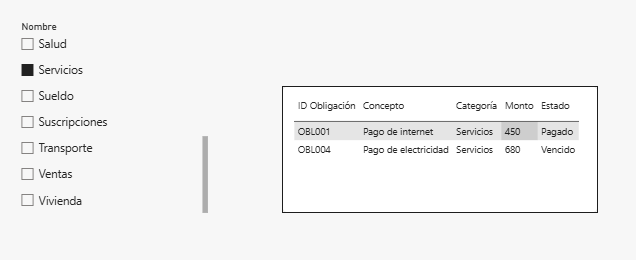 Nombre
Salud
Servicios
Sueldo
Suscripciones
Transporte
Ventas
Vivienda
ID Obligación Concepto Categoría Monto Estado
OBL001 Pago de internet Servicios 450 Pagado
OBL004 Pago de electricidad Servicios 680 Vencido